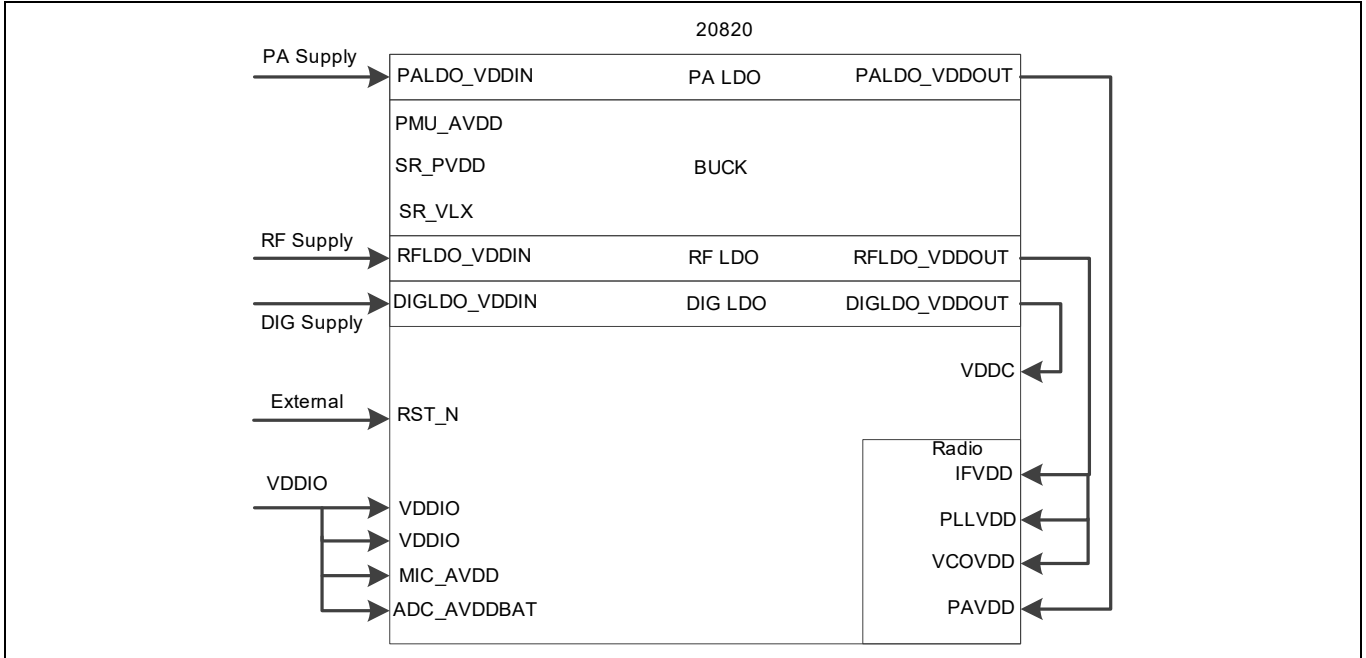 20820
PA Supply
PALDO_VDDIN PA LDO PALDO_VDDOUT
PMU_AVDD
SR_PVDD BUCK
SR_VLX
RF Supply
RFLDO_VDDIN RF LDO RFLDO_VDDOUT
DIGLDO_VDDIN DIG LDO DIGLDO_VDDOUT
DIG Supply
VDDC
External
RST_N
Radio
IFVDD
VDDIO
VDDIO
PLLVDD
VDDIO
VCOVDD
MIC_AVDD
ADC_AVDDBAT PAVDD